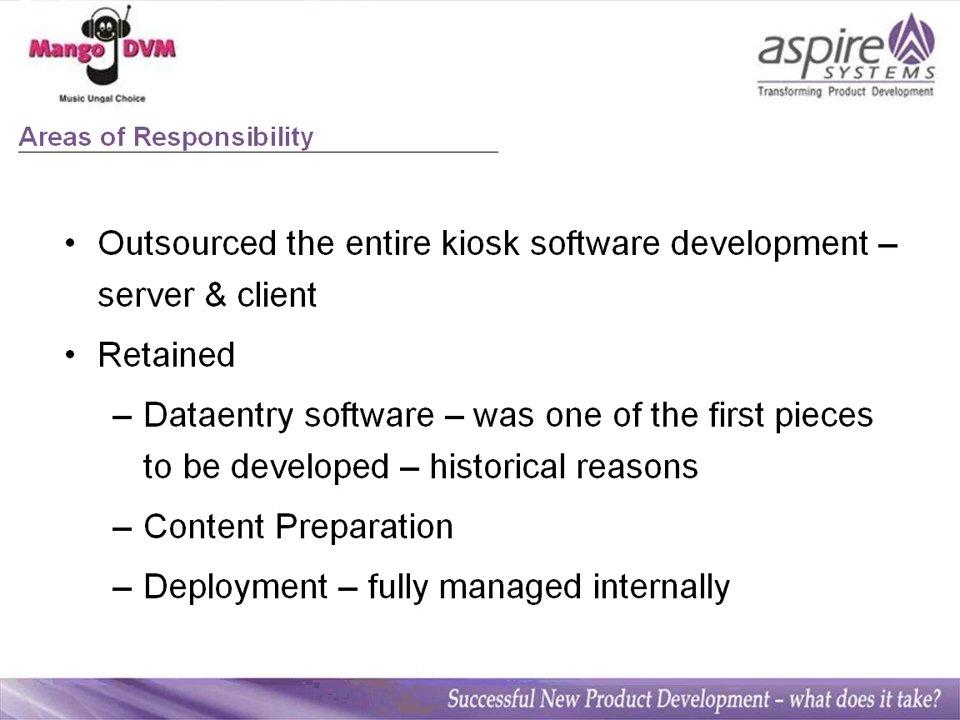 Mango DVM
Music Ungal Choice
aspire
SYSTEMS
Transforming Product Development
Areas of Responsibility
• Outsourced the entire kiosk software development –
server & client
• Retained
– Dataentry software – was one of the first pieces
to be developed – historical reasons
– Content Preparation
– Deployment – fully managed internally
Successful New Product Development – what does it take?